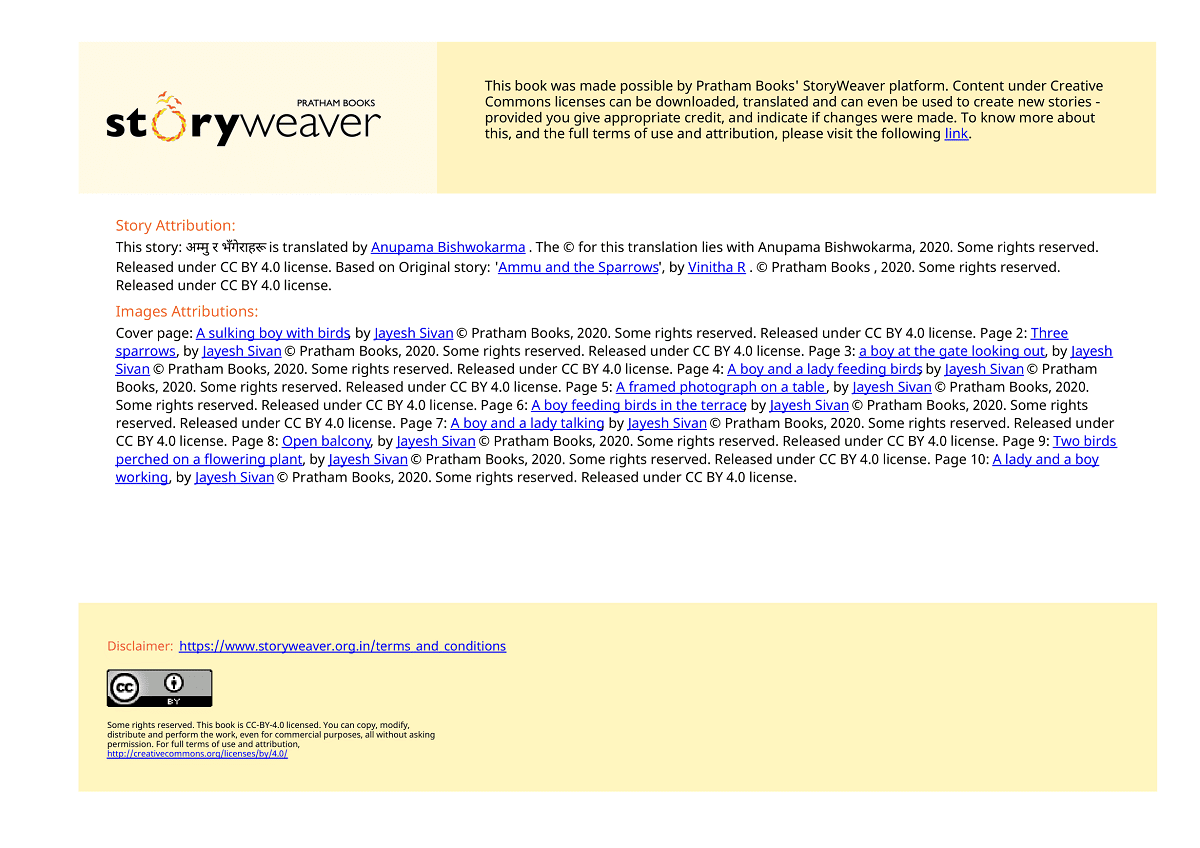 PRATHAM BOOKS
storyweaver
This book was made possible by Pratham Books' StoryWeaver platform. Content under Creative
Commons licenses can be downloaded, translated and can even be used to create new stories -
provided you give appropriate credit, and indicate if changes were made. To know more about
this, and the full terms of use and attribution, please visit the following link.
Story Attribution:
This story: अम्मु र भँगेराहरू is translated by Anupama Bishwokarma . The © for this translation lies with Anupama Bishwokarma, 2020. Some rights reserved.
Released under CC BY 4.0 license. Based on Original story: 'Ammu and the Sparrows', by Vinitha R . © Pratham Books , 2020. Some rights reserved.
Released under CC BY 4.0 license.
Images Attributions:
Cover page: A sulking boy with birds, by Jayesh Sivan © Pratham Books, 2020. Some rights reserved. Released under CC BY 4.0 license. Page 2: Three
sparrows, by Jayesh Sivan © Pratham Books, 2020. Some rights reserved. Released under CC BY 4.0 license. Page 3: a boy at the gate looking out, by Jayesh
Sivan © Pratham Books, 2020. Some rights reserved. Released under CC BY 4.0 license. Page 4: A boy and a lady feeding birds, by Jayesh Sivan © Pratham
Books, 2020. Some rights reserved. Released under CC BY 4.0 license. Page 5: A framed photograph on a table, by Jayesh Sivan © Pratham Books, 2020.
Some rights reserved. Released under CC BY 4.0 license. Page 6: A boy feeding birds in the terrace, by Jayesh Sivan © Pratham Books, 2020. Some rights
reserved. Released under CC BY 4.0 license. Page 7: A boy and a lady talking, by Jayesh Sivan © Pratham Books, 2020. Some rights reserved. Released under
CC BY 4.0 license. Page 8: Open balcony, by Jayesh Sivan © Pratham Books, 2020. Some rights reserved. Released under CC BY 4.0 license. Page 9: Two birds
perched on a flowering plant, by Jayesh Sivan © Pratham Books, 2020. Some rights reserved. Released under CC BY 4.0 license. Page 10: A lady and a boy
working, by Jayesh Sivan © Pratham Books, 2020. Some rights reserved. Released under CC BY 4.0 license.
Disclaimer: https://www.storyweaver.org.in/terms_and_conditions
CC
BY
Some rights reserved. This book is CC-BY-4.0 licensed. You can copy, modify,
distribute and perform the work, even for commercial purposes, all without asking
permission. For full terms of use and attribution,
http://creativecommons.org/licenses/by/4.0/